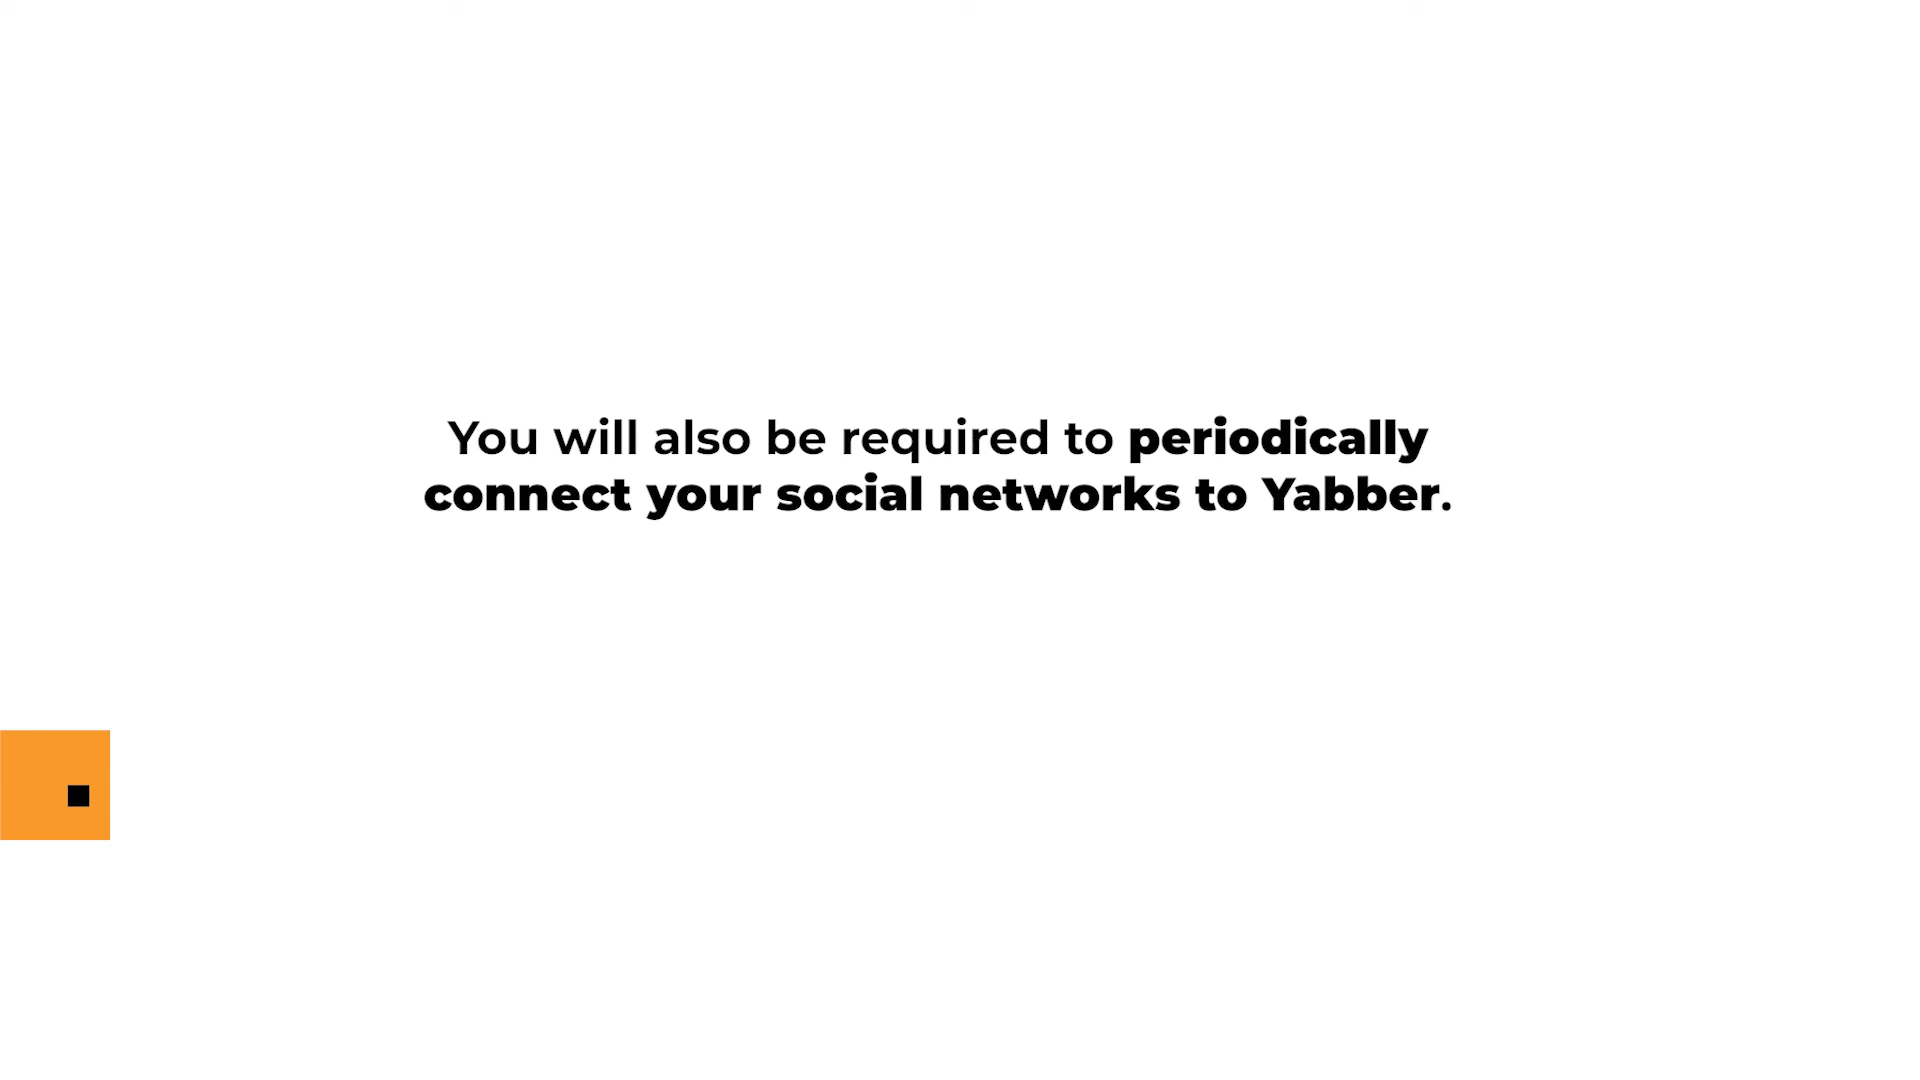 You will also be required to periodically
connect your social networks to Yabber.